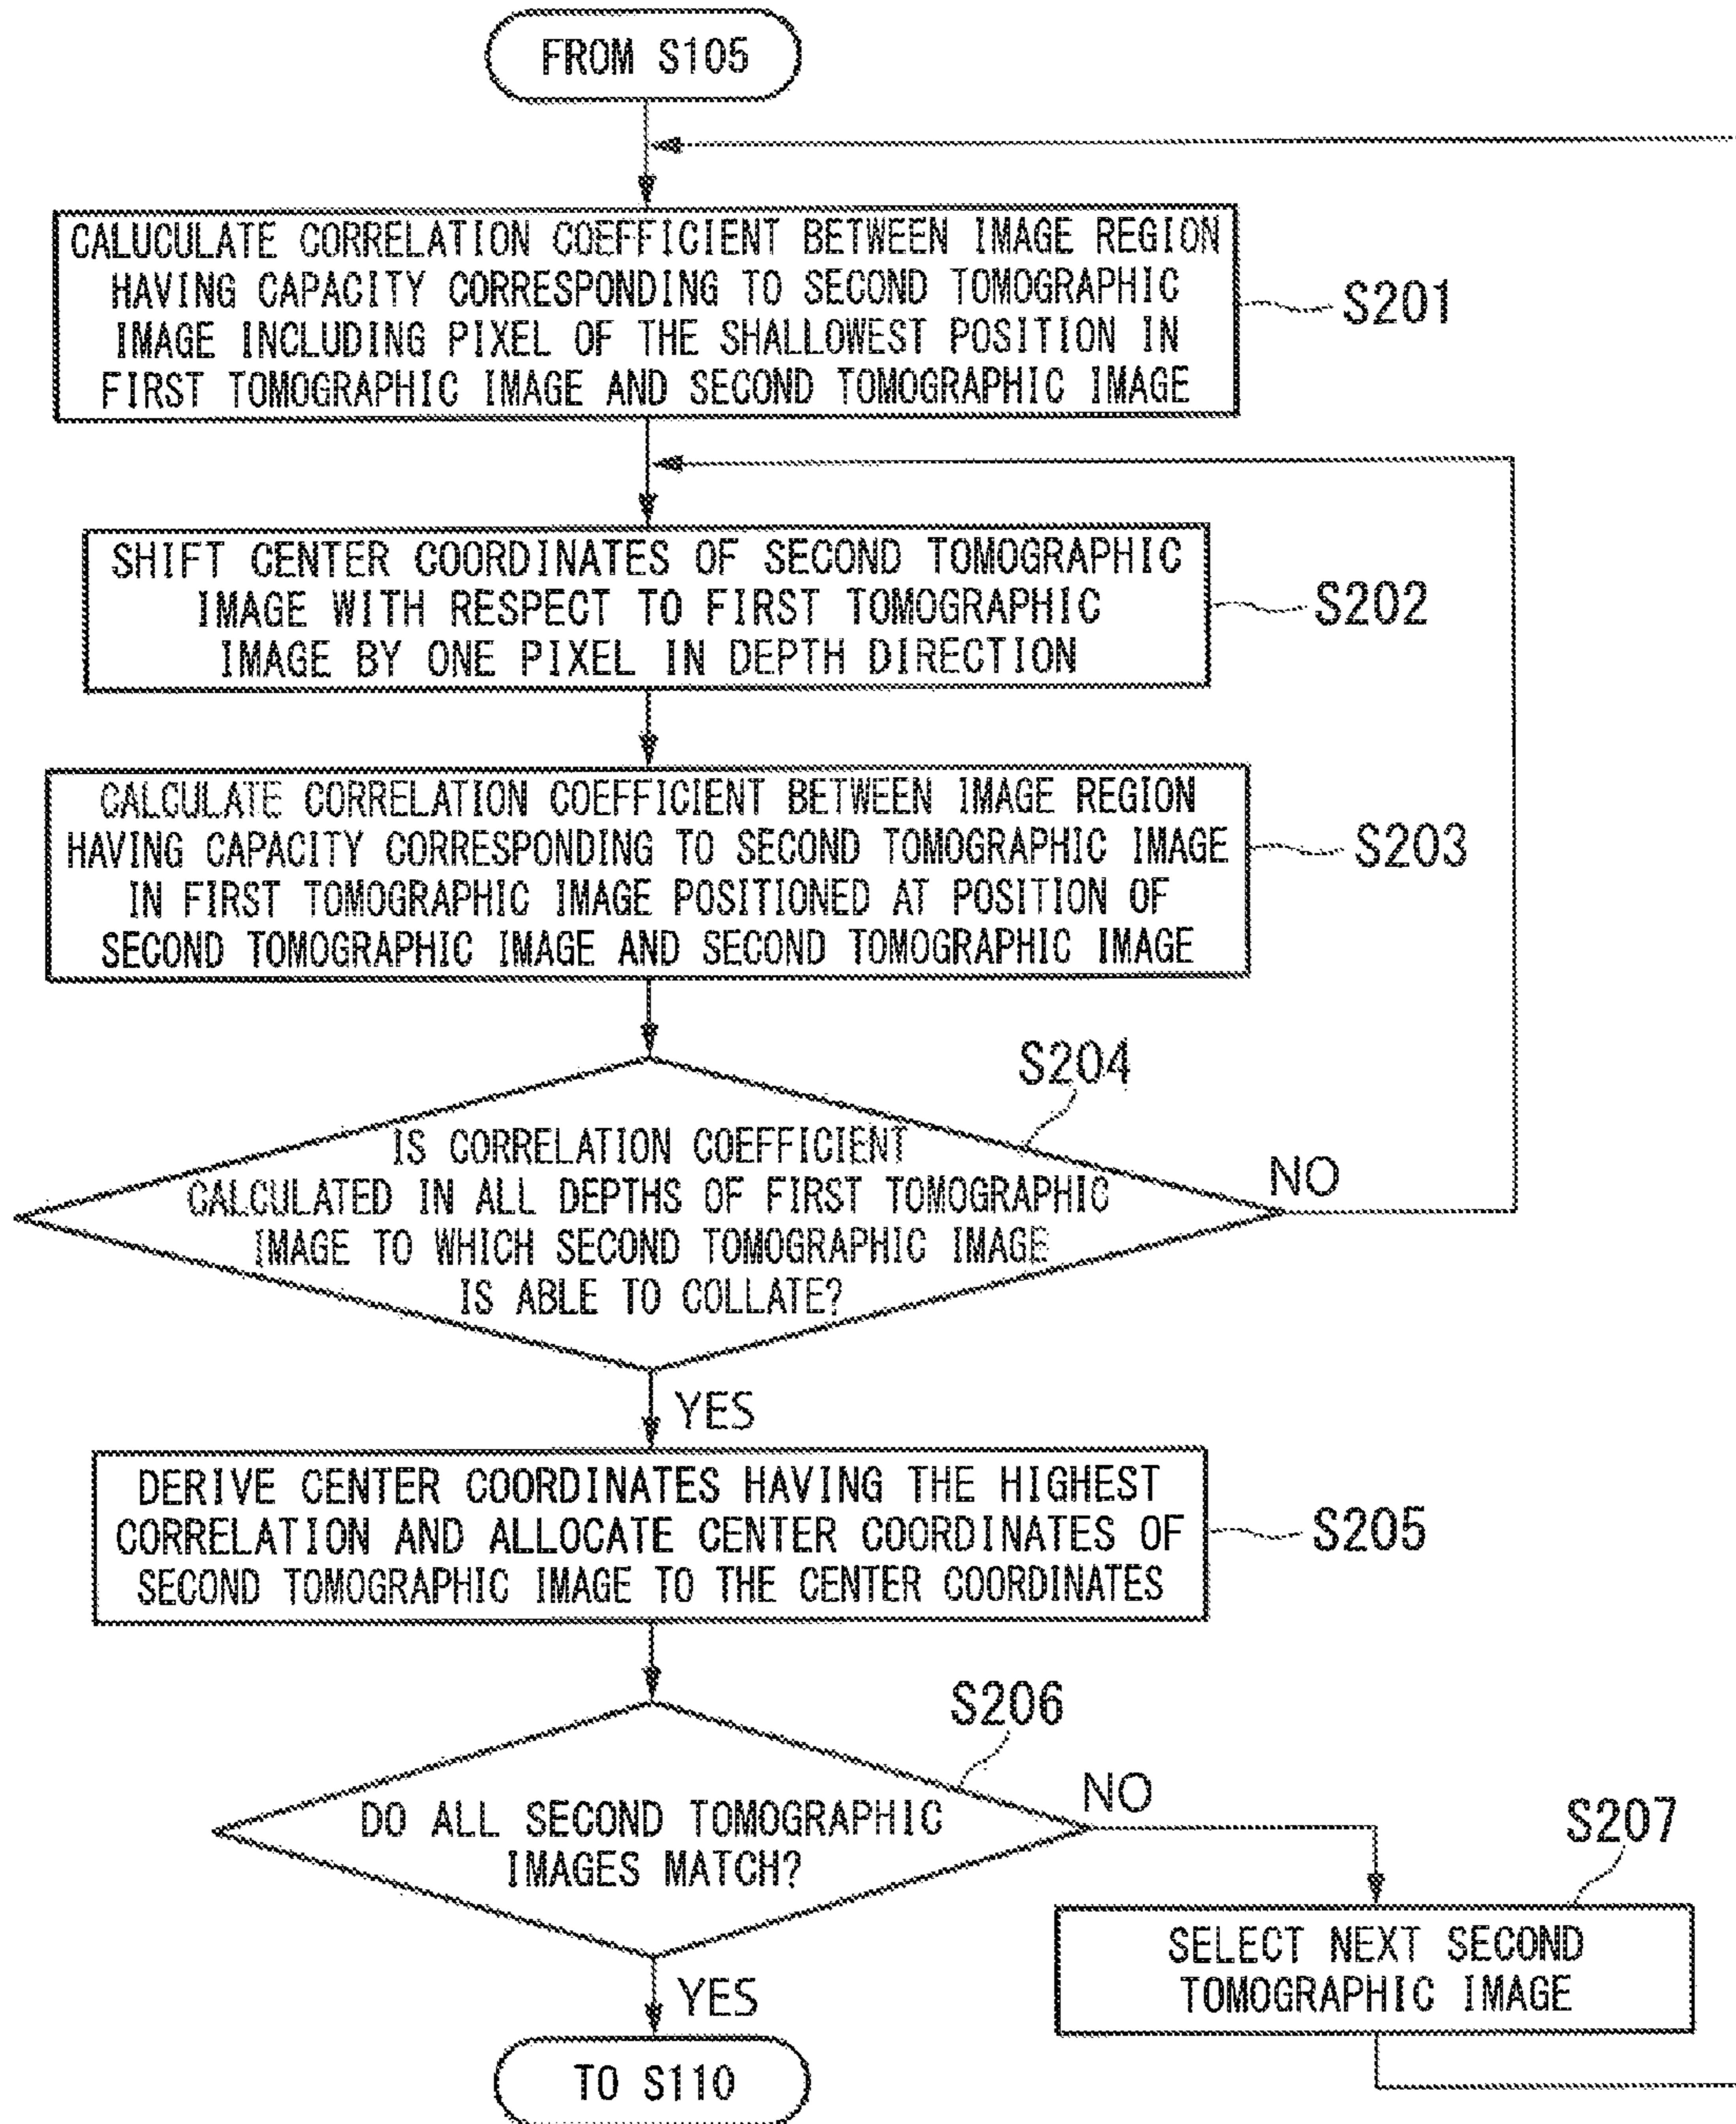 FROM S105
CALUCULATE CORRELATION COEFFICIENT BETWEEN IMAGE REGION
HAVING CAPACITY CORRESPONDING TO SECOND TOMOGRAPHIC
IMAGE INCLUDING PIXEL OF THE SHALLOWEST POSITION IN
FIRST TOMOGRAPHIC IMAGE AND SECOND TOMOGRAPHIC IMAGE
S201
SHIFT CENTER COORDINATES OF SECOND TOMOGRAPHIC
IMAGE WITH RESPECT TO FIRST TOMOGRAPHIC
IMAGE BY ONE PIXEL IN DEPTH DIRECTION
S202
CALCULATE CORRELATION COEFFICIENT BETWEEN IMAGE REGION
HAVING CAPACITY CORRESPONDING TO SECOND TOMOGRAPHIC IMAGE
IN FIRST TOMOGRAPHIC IMAGE POSITIONED AT POSITION OF
SECOND TOMOGRAPHIC IMAGE AND SECOND TOMOGRAPHIC IMAGE
S203
S204
IS CORRELATION COEFFICIENT
CALCULATED IN ALL DEPTHS OF FIRST TOMOGRAPHIC
IMAGE TO WHICH SECOND TOMOGRAPHIC IMAGE
IS ABLE TO COLLATE?
NO
YES
DERIVE CENTER COORDINATES HAVING THE HIGHEST
CORRELATION AND ALLOCATE CENTER COORDINATES OF
SECOND TOMOGRAPHIC IMAGE TO THE CENTER COORDINATES
S205
S206
DO ALL SECOND TOMOGRAPHIC
IMAGES MATCH?
NO
S207
SELECT NEXT SECOND
TOMOGRAPHIC IMAGE
YES
TO S110